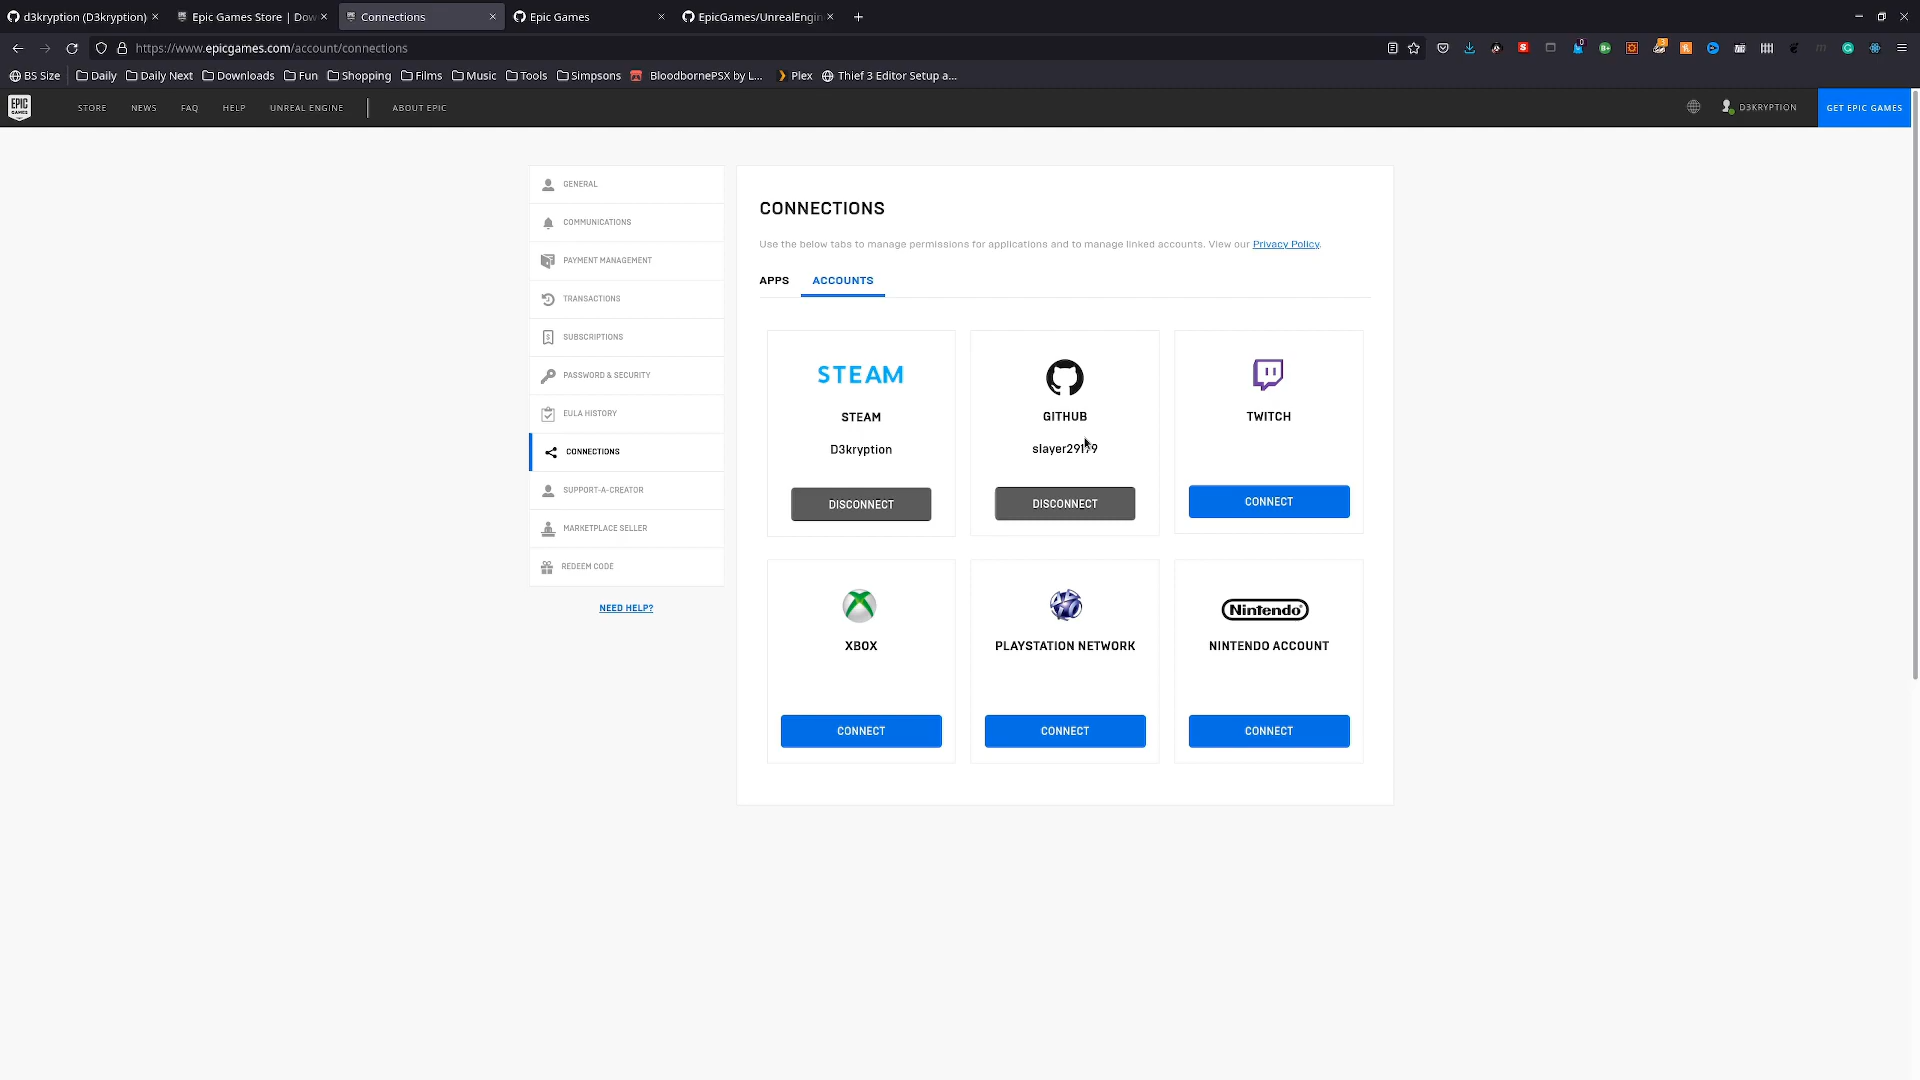 d3kryption (D3kryption)
Epic Games Store | Dow
Connections
Epic Games
EpicGames/UnrealEngin
https://www.epicgames.com/account/connections
BS Size
Daily
Daily Next
Downloads
Fun
Shopping
Films
Music
Tools
Simpsons
BloodbornePSX by L...
Plex
Thief 3 Editor Setup a...
EPIC GAMES
STORE
NEWS
FAQ
HELP
UNREAL ENGINE
ABOUT EPIC
D3KRYPTION
GET EPIC GAMES
GENERAL
COMMUNICATIONS
PAYMENT MANAGEMENT
TRANSACTIONS
SUBSCRIPTIONS
PASSWORD & SECURITY
EULA HISTORY
CONNECTIONS
SUPPORT-A-CREATOR
MARKETPLACE SELLER
REDEEM CODE
NEED HELP?
CONNECTIONS
Use the below tabs to manage permissions for applications and to manage linked accounts. View our Privacy Policy.
APPS
ACCOUNTS
STEAM
STEAM
D3kryption
DISCONNECT
GITHUB
DISCONNECT
TWITCH
CONNECT
XBOX
CONNECT
PLAYSTATION NETWORK
CONNECT
Nintendo
NINTENDO ACCOUNT
CONNECT